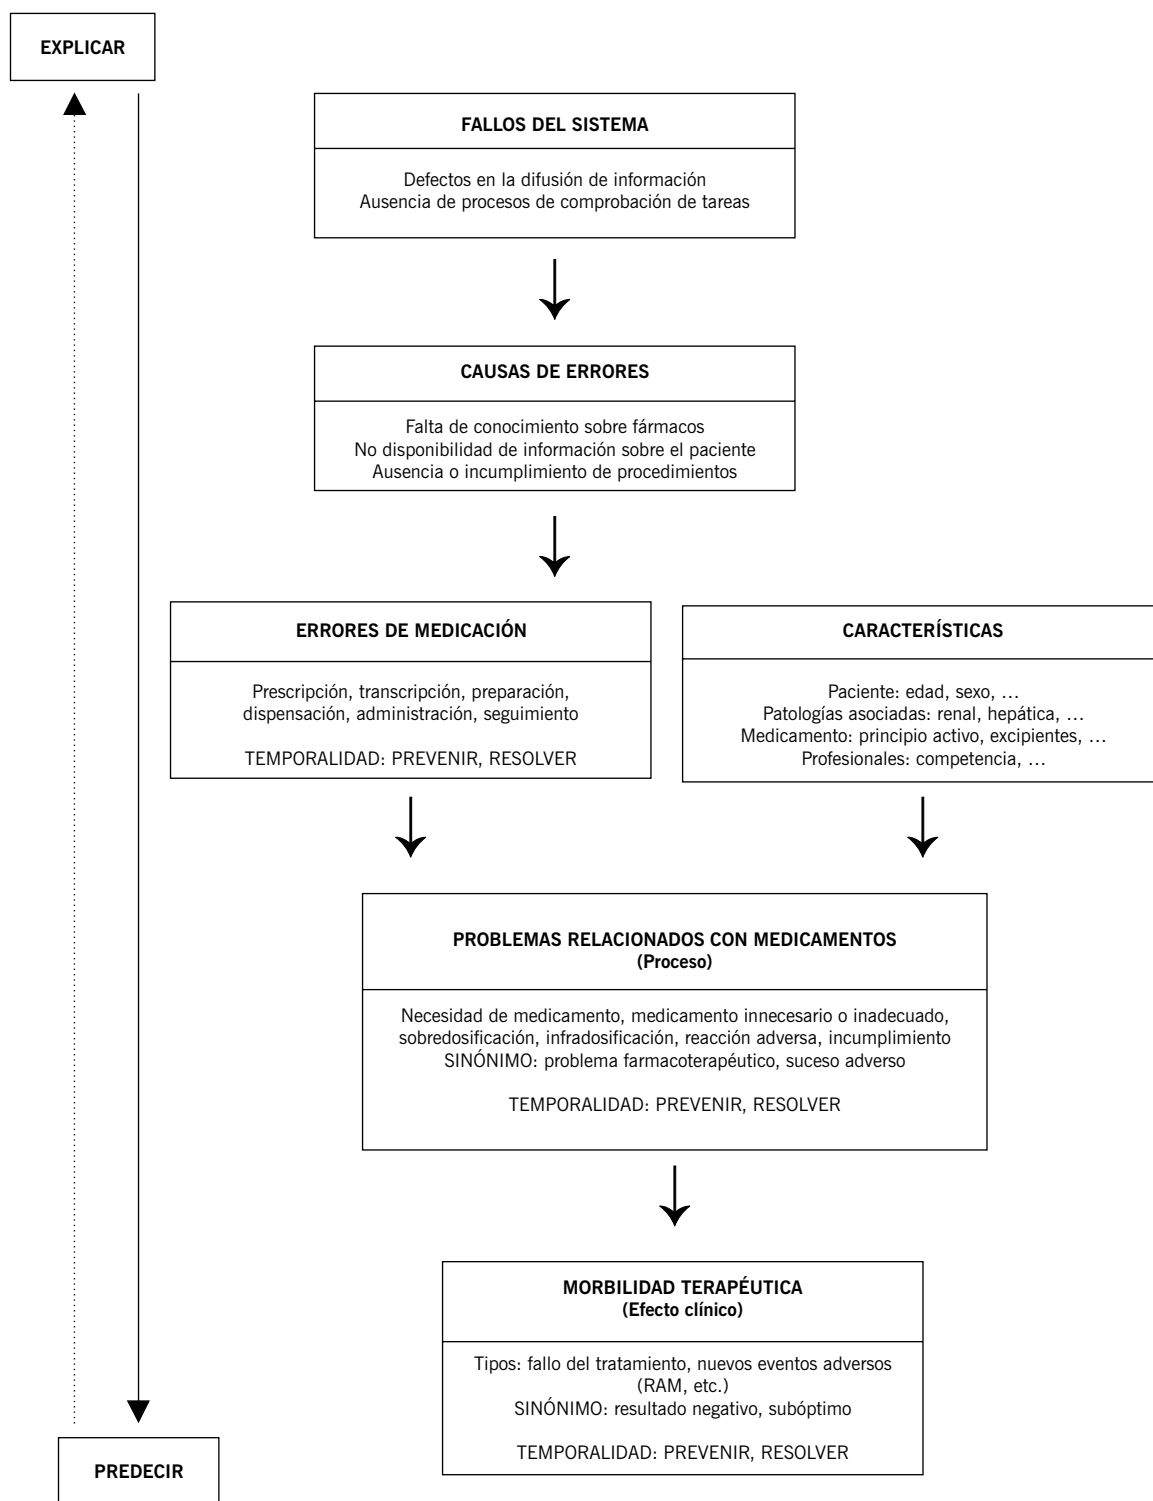 EXPLICAR
FALLOS DEL SISTEMA
Defectos en la difusión de información
Ausencia de procesos de comprobación de tareas
CAUSAS DE ERRORES
Falta de conocimiento sobre fármacos
No disponibilidad de información sobre el paciente
Ausencia o incumplimiento de procedimientos
ERRORES DE MEDICACIÓN
Prescripción, transcripción, preparación,
dispensación, administración, seguimiento
TEMPORALIDAD: PREVENIR, RESOLVER
CARACTERÍSTICAS
Paciente: edad, sexo, …
Patologías asociadas: renal, hepática, …
Medicamento: principio activo, excipientes, …
Profesionales: competencia, …
PROBLEMAS RELACIONADOS CON MEDICAMENTOS
(Proceso)
Necesidad de medicamento, medicamento innecesario o inadecuado,
sobredosificación, infradosificación, reacción adversa, incumplimiento
SINÓNIMO: problema farmacoterapéutico, suceso adverso
TEMPORALIDAD: PREVENIR, RESOLVER
MORBILIDAD TERAPÉUTICA
(Efecto clínico)
Tipos: fallo del tratamiento, nuevos eventos adversos
(RAM, etc.)
SINÓNIMO: resultado negativo, subóptimo
TEMPORALIDAD: PREVENIR, RESOLVER
PREDECIR